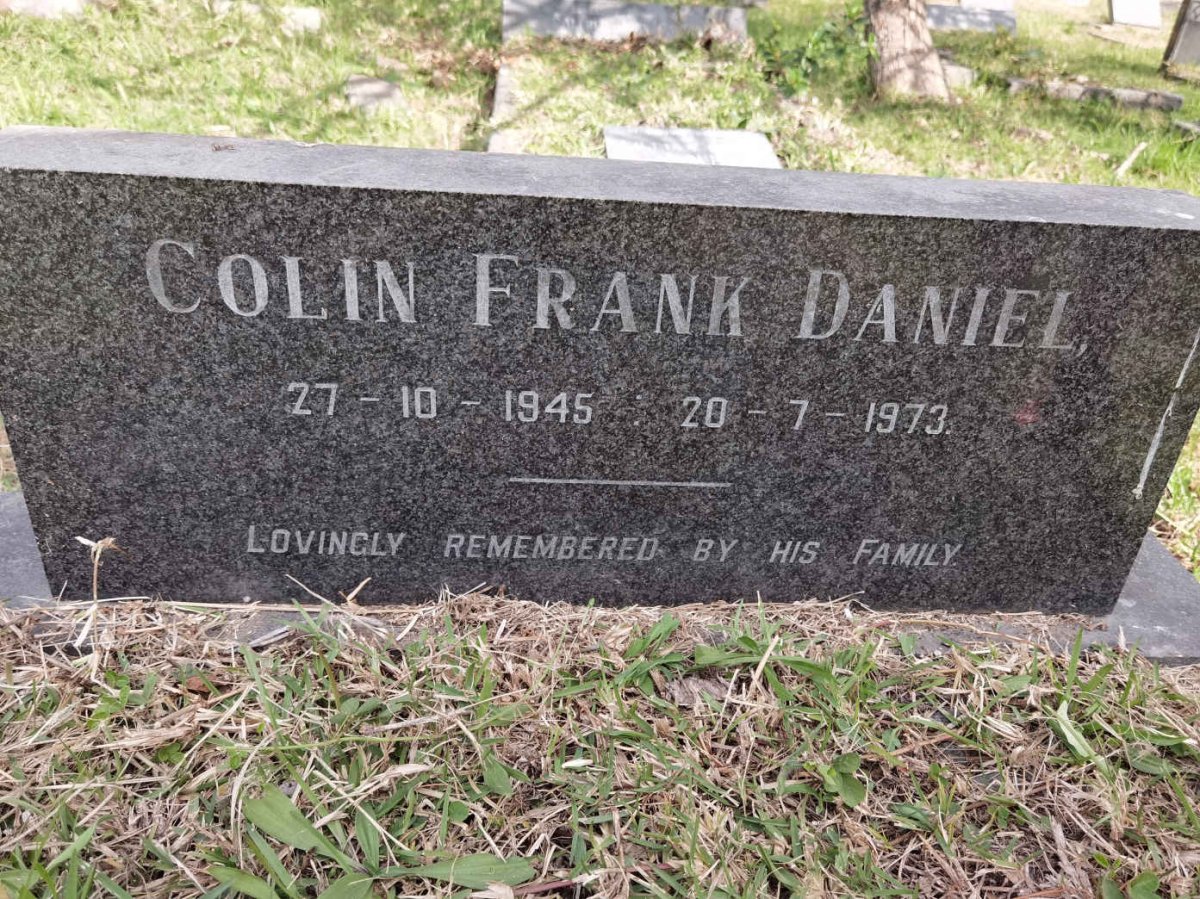 COLIN FRANK DANIEL,
27 - 10 - 1945 : 20 - 7 - 1973.
LOVINGLY REMEMBERED BY HIS FAMILY.